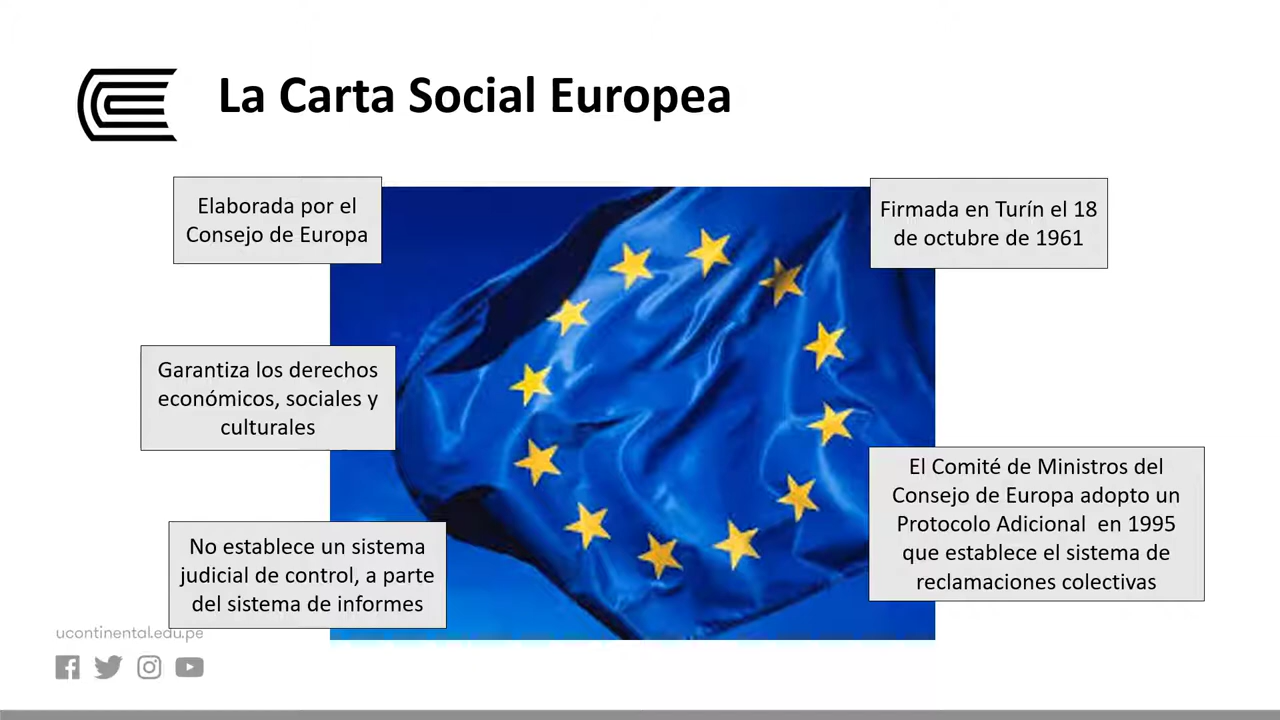 La Carta Social Europea
Elaborada por el
Consejo de Europa
Firmada en Turín el 18
de octubre de 1961
Garantiza los derechos
económicos, sociales y
culturales
El Comité de Ministros del
Consejo de Europa adopto un
Protocolo Adicional en 1995
que establece el sistema de
reclamaciones colectivas
No establece un sistema
judicial de control, a parte
del sistema de informes
ucontinental.edu.pe